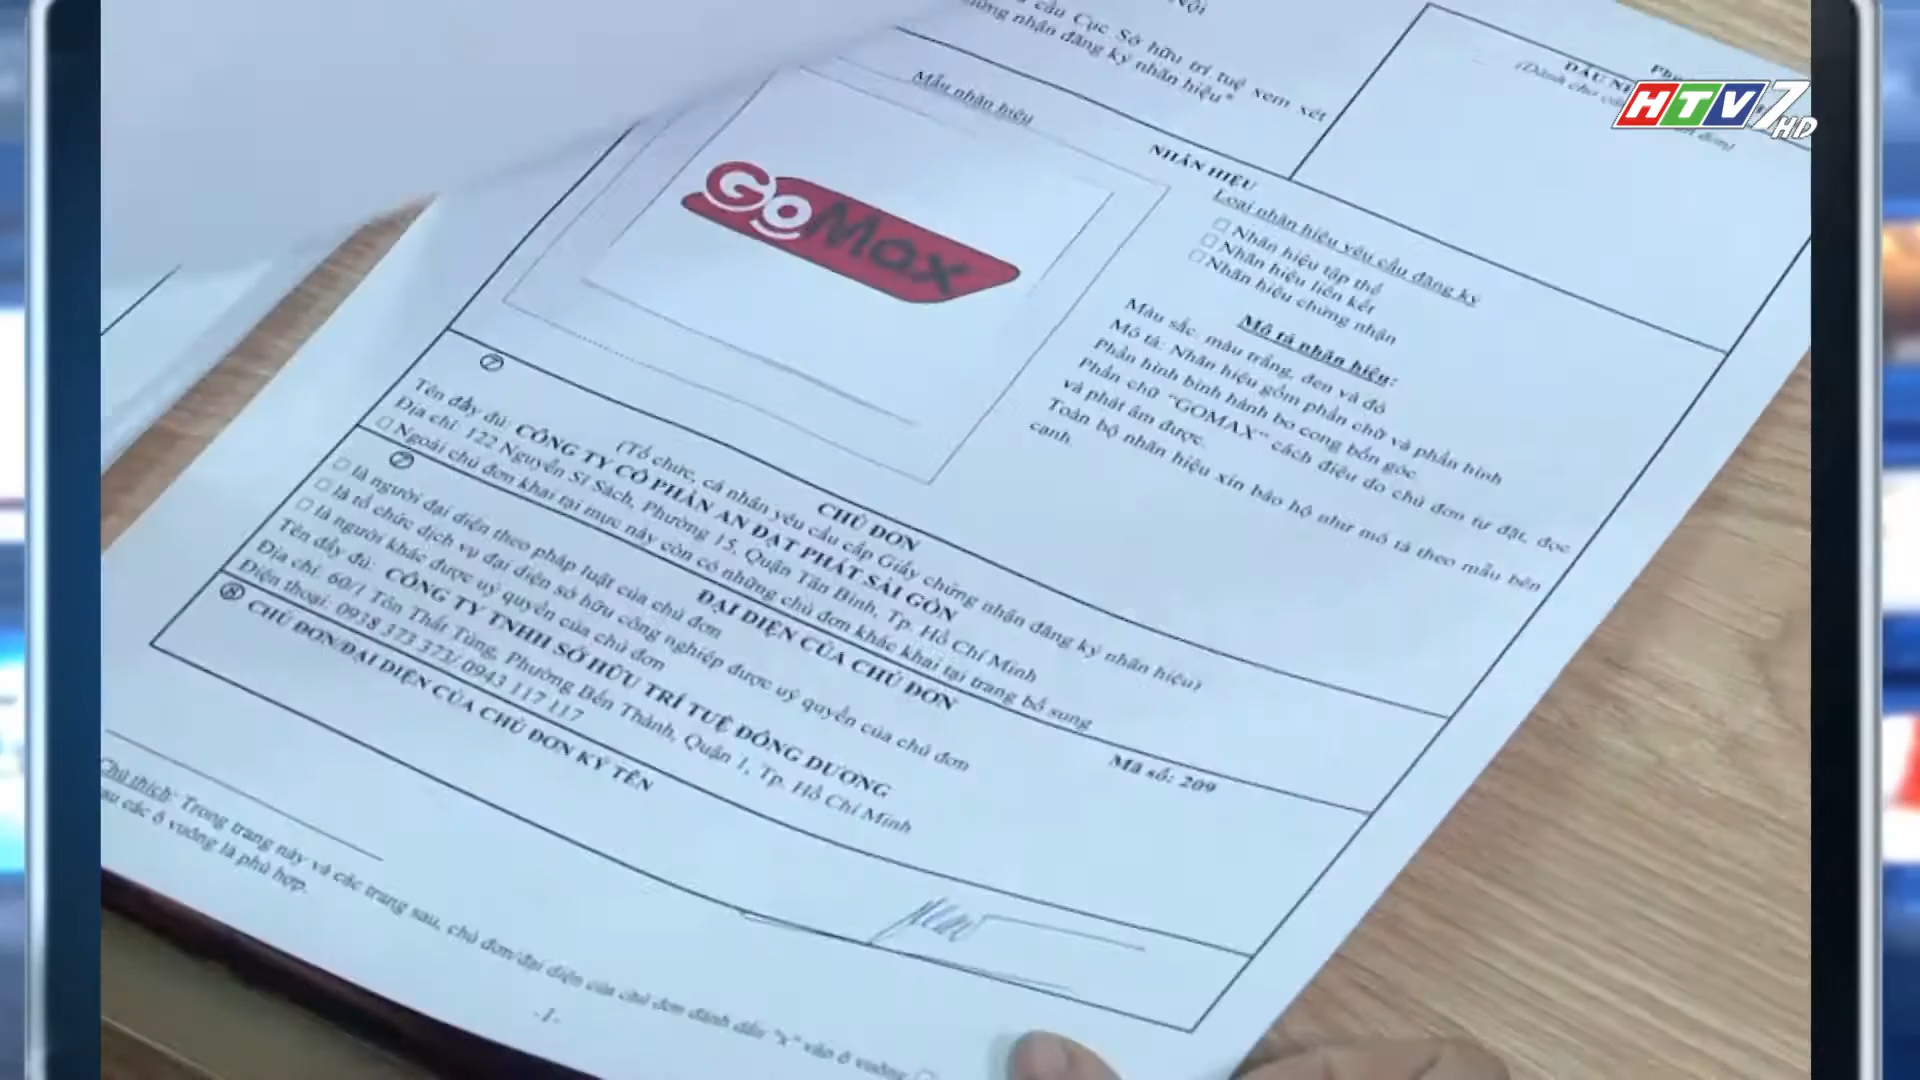 Nội
cầu Cục Sở hữu trí tuệ xem xét
chứng nhận đăng ký nhãn hiệu"
DẤU
(Dành cho
đơn)
HTV7 HD
NHÃN HIỆU
Mẫu nhãn hiệu
GoMax
Loại nhãn hiệu yêu cầu đăng ký
□ Nhãn hiệu tập thể
□ Nhãn hiệu liên kết
□ Nhãn hiệu chứng nhận
Mô tả nhãn hiệu:
Màu sắc: màu trắng, đen và đỏ
Mô tả: Nhãn hiệu gồm phần chữ và phần hình
Phần hình bình hành bo cong bốn góc
Phần chữ "GOMAX" cách điệu do chủ đơn tự đặt, đọc
và phát âm được.
Toàn bộ nhãn hiệu xin bảo hộ như mô tả theo mẫu bên
cạnh.
② CHỦ ĐƠN
(Tổ chức, cá nhân yêu cầu cấp Giấy chứng nhận đăng ký nhãn hiệu)
Tên đầy đủ: CÔNG TY CỔ PHẦN AN ĐẠT PHÁT SÀI GÒN
Địa chỉ: 122 Nguyễn Sĩ Sách, Phường 15, Quận Tân Bình, Tp. Hồ Chí Minh
□ Ngoài chủ đơn khai tại mục này còn có những chủ đơn khác khai tại trang bổ sung
② ĐẠI DIỆN CỦA CHỦ ĐƠN
□ là người đại diện theo pháp luật của chủ đơn
□ là tổ chức dịch vụ đại diện sở hữu công nghiệp được uỷ quyền của chủ đơn Mã số: 209
□ là người khác được uỷ quyền của chủ đơn
Tên đầy đủ: CÔNG TY TNHH SỞ HỮU TRÍ TUỆ ĐÔNG DƯƠNG
Địa chỉ: 60/1 Tôn Thất Tùng, Phường Bến Thành, Quận 1, Tp. Hồ Chí Minh
Điện thoại: 0938 373 373/ 0943 117 117
⑧ CHỦ ĐƠN/ĐẠI DIỆN CỦA CHỦ ĐƠN KÝ TÊN
Chú thích: Trong trang này và các trang sau, chủ đơn/đại diện của chủ đơn đánh dấu "x" vào ô vuông □
các ô vuông là phù hợp.
-1-